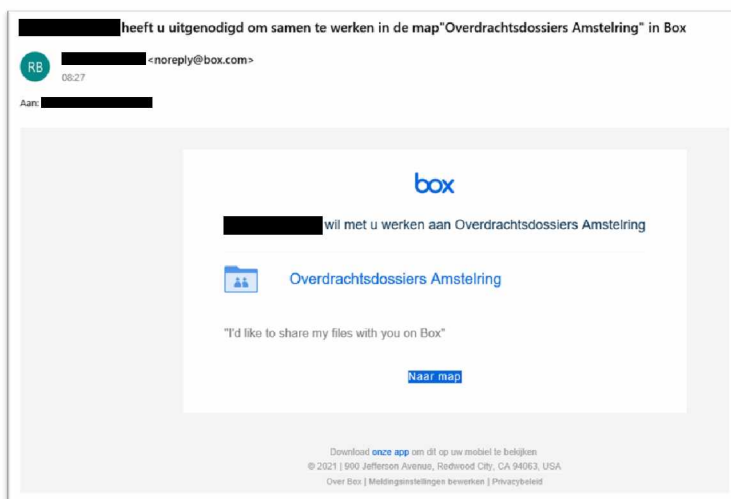 heeft u uitgenodigd om samen te werken in de map"Overdrachtsdossiers Amstelring" in Box
RB
<noreply@box.com>
08:27
Aan:
box
wil met u werken aan Overdrachtsdossiers Amstelring
Overdrachtsdossiers Amstelring
"I'd like to share my files with you on Box"
Naar map
Download onze app om dit op uw mobiel te bekijken
© 2021 | 900 Jefferson Avenue, Redwood City, CA 94063, USA
Over Box | Meldingsinstellingen bewerken | Privacybeleid